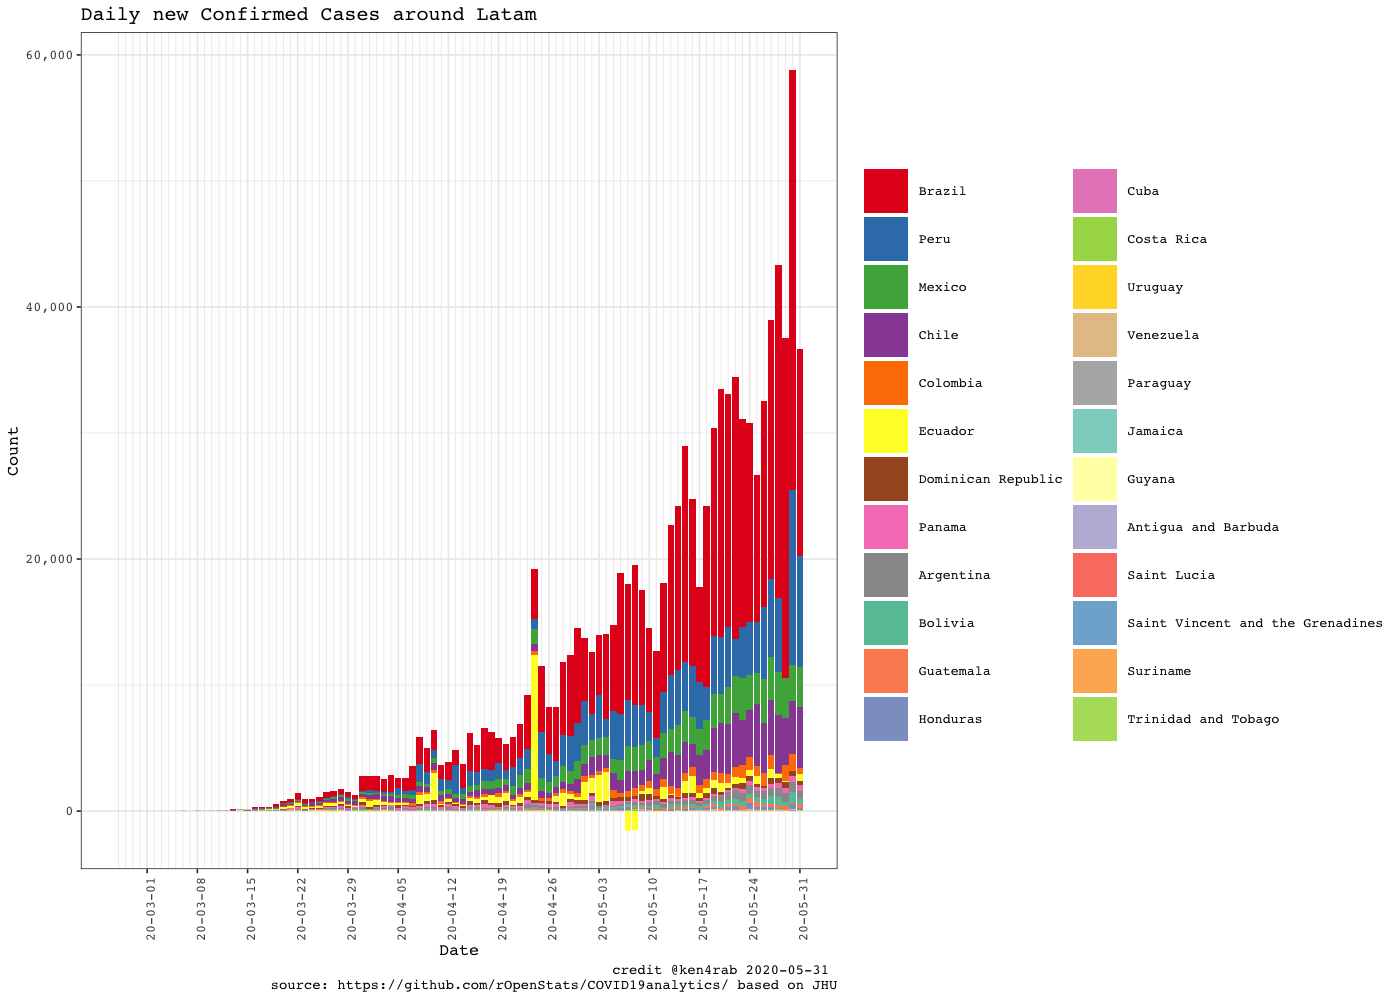 Daily new Confirmed Cases around Latam
60,000
40,000
20,000
0
Count
20-03-01
20-03-08
20-03-15
20-03-22
20-03-29
20-04-05
20-04-12
20-04-19
20-04-26
20-05-03
20-05-10
20-05-17
20-05-24
20-05-31
Date
Brazil
Peru
Mexico
Chile
Colombia
Ecuador
Dominican Republic
Panama
Argentina
Bolivia
Guatemala
Honduras
Cuba
Costa Rica
Uruguay
Venezuela
Paraguay
Jamaica
Guyana
Antigua and Barbuda
Saint Lucia
Saint Vincent and the Grenadines
Suriname
Trinidad and Tobago
credit @ken4rab 2020-05-31
source: https://github.com/rOpenStats/COVID19analytics/ based on JHU